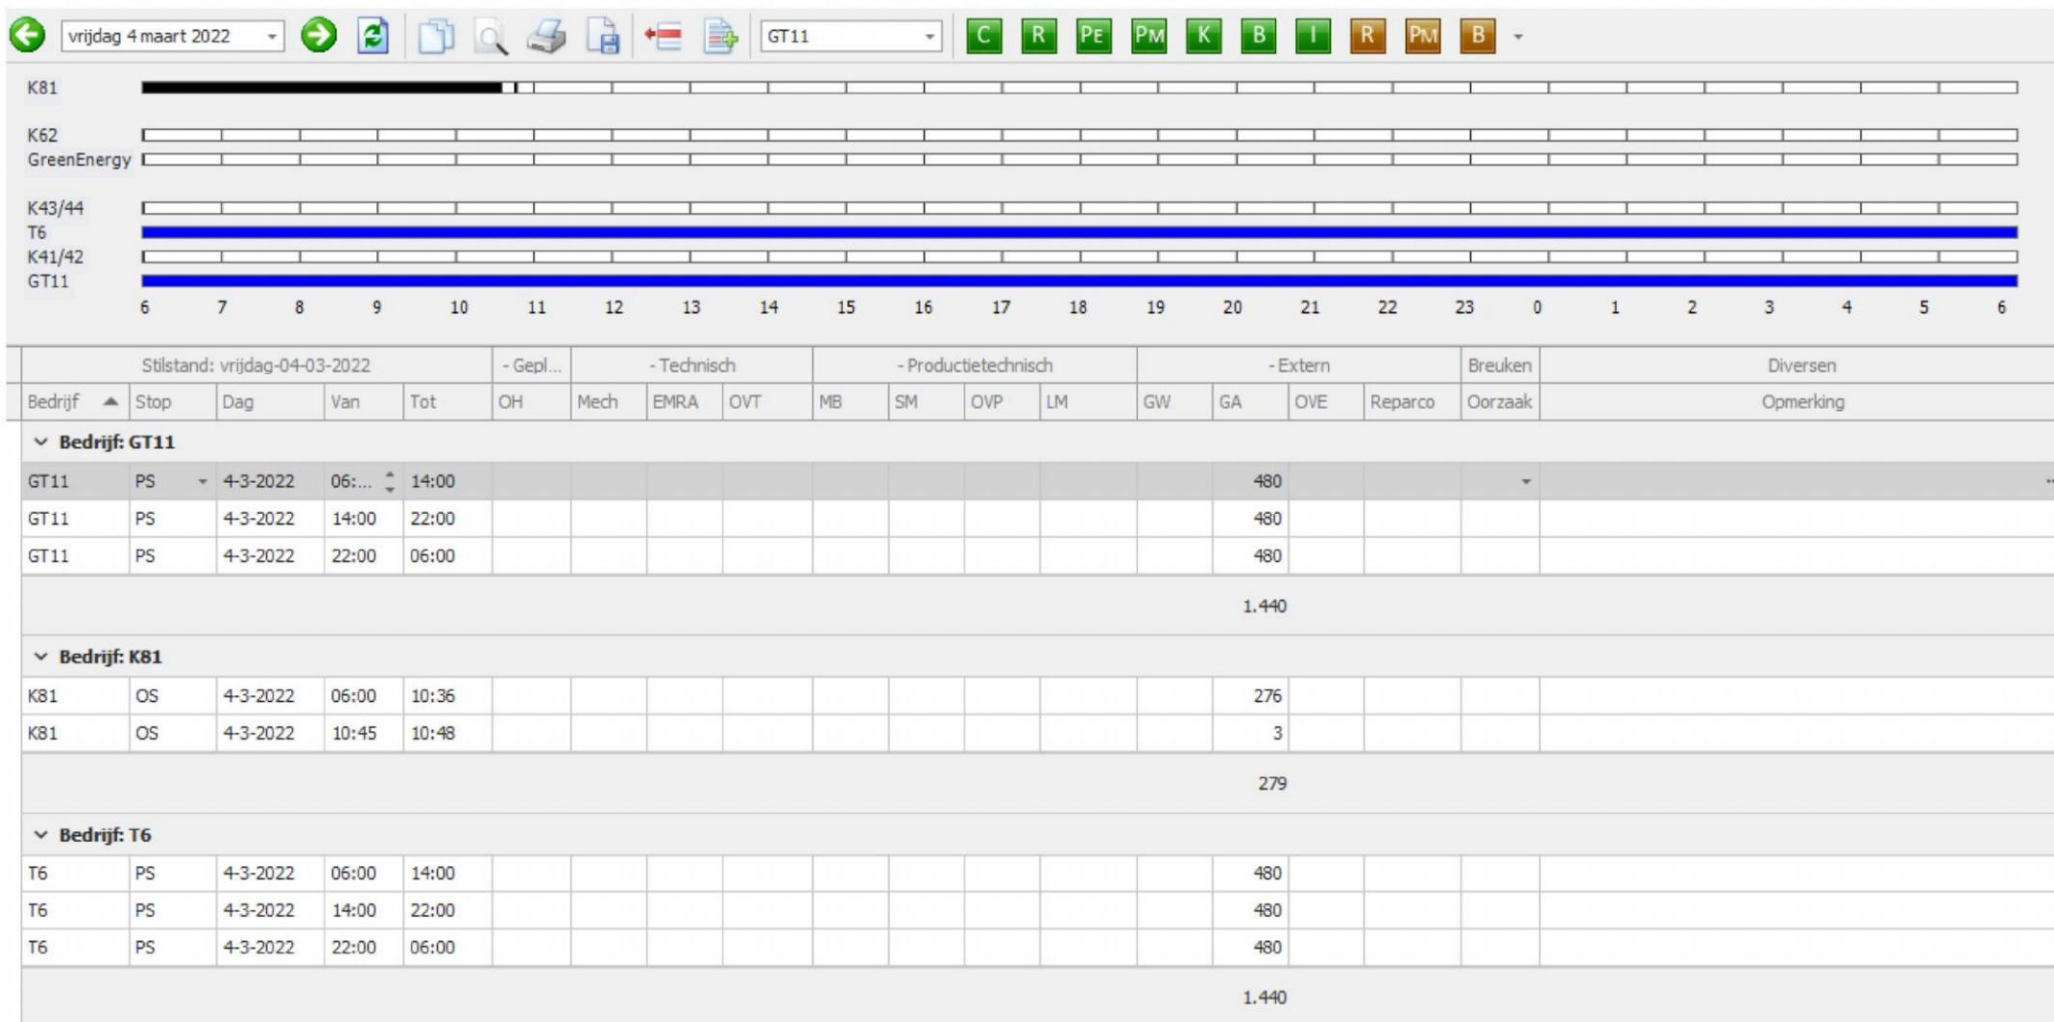 vrijdag 4 maart 2022 GT11 C R PE PM K B I R PM B
K81
K62
GreenEnergy
K43/44
T6
K41/42
GT11
6 7 8 9 10 11 12 13 14 15 16 17 18 19 20 21 22 23 0 1 2 3 4 5 6
Stilstand: vrijdag-04-03-2022 - Gepl... - Technisch - Productietechnisch - Extern Breuken Diversen
Bedrijf Stop Dag Van Tot OH Mech EMRA OVT MB SM OVP LM GW GA OVE Reparco Oorzaak Opmerking
Bedrijf: GT11
GT11 PS 4-3-2022 06:... 14:00 480
GT11 PS 4-3-2022 14:00 22:00 480
GT11 PS 4-3-2022 22:00 06:00 480
1.440
Bedrijf: K81
K81 OS 4-3-2022 06:00 10:36 276
K81 OS 4-3-2022 10:45 10:48 3
279
Bedrijf: T6
T6 PS 4-3-2022 06:00 14:00 480
T6 PS 4-3-2022 14:00 22:00 480
T6 PS 4-3-2022 22:00 06:00 480
1.440